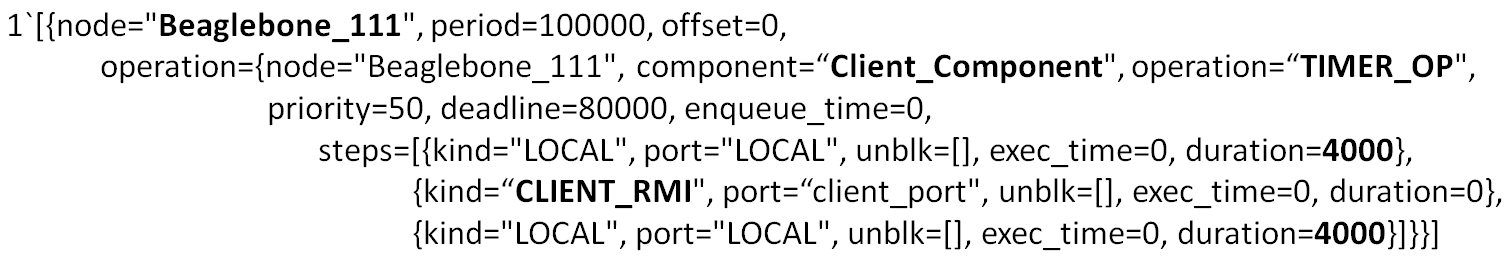 1`[{node="Beaglebone_111", period=100000, offset=0,
operation={node="Beaglebone_111", component=“Client_Component", operation=“TIMER_OP",
priority=50, deadline=80000, enqueue_time=0,
steps=[{kind="LOCAL", port="LOCAL", unblk=[], exec_time=0, duration=4000},
{kind=“CLIENT_RMI", port=“client_port", unblk=[], exec_time=0, duration=0},
{kind="LOCAL", port="LOCAL", unblk=[], exec_time=0, duration=4000}]}}]